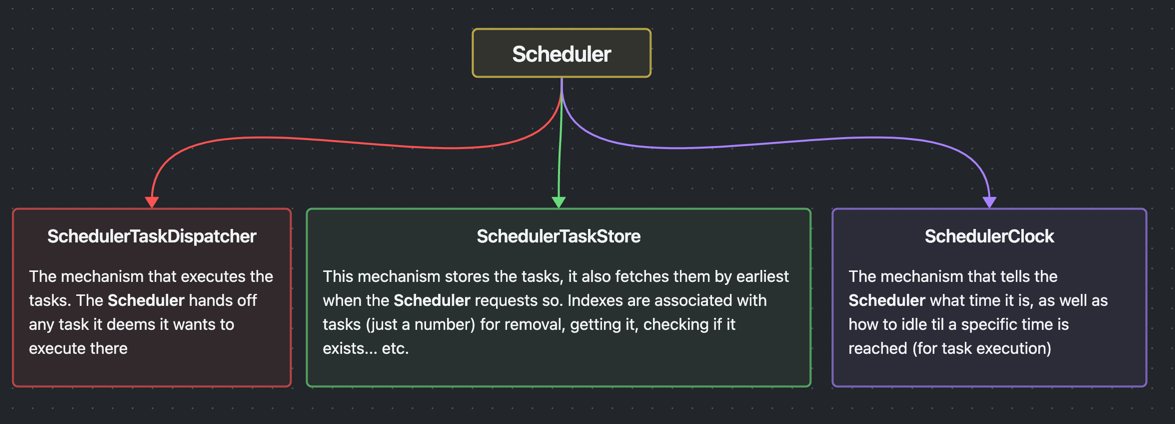 Scheduler
SchedulerTaskDispatcher
The mechanism that executes the
tasks. The Scheduler hands off
any task it deems it wants to
execute there
SchedulerTaskStore
This mechanism stores the tasks, it also fetches them by earliest
when the Scheduler requests so. Indexes are associated with
tasks (just a number) for removal, getting it, checking if it
exists... etc.
SchedulerClock
The mechanism that tells the
Scheduler what time it is, as well as
how to idle til a specific time is
reached (for task execution)